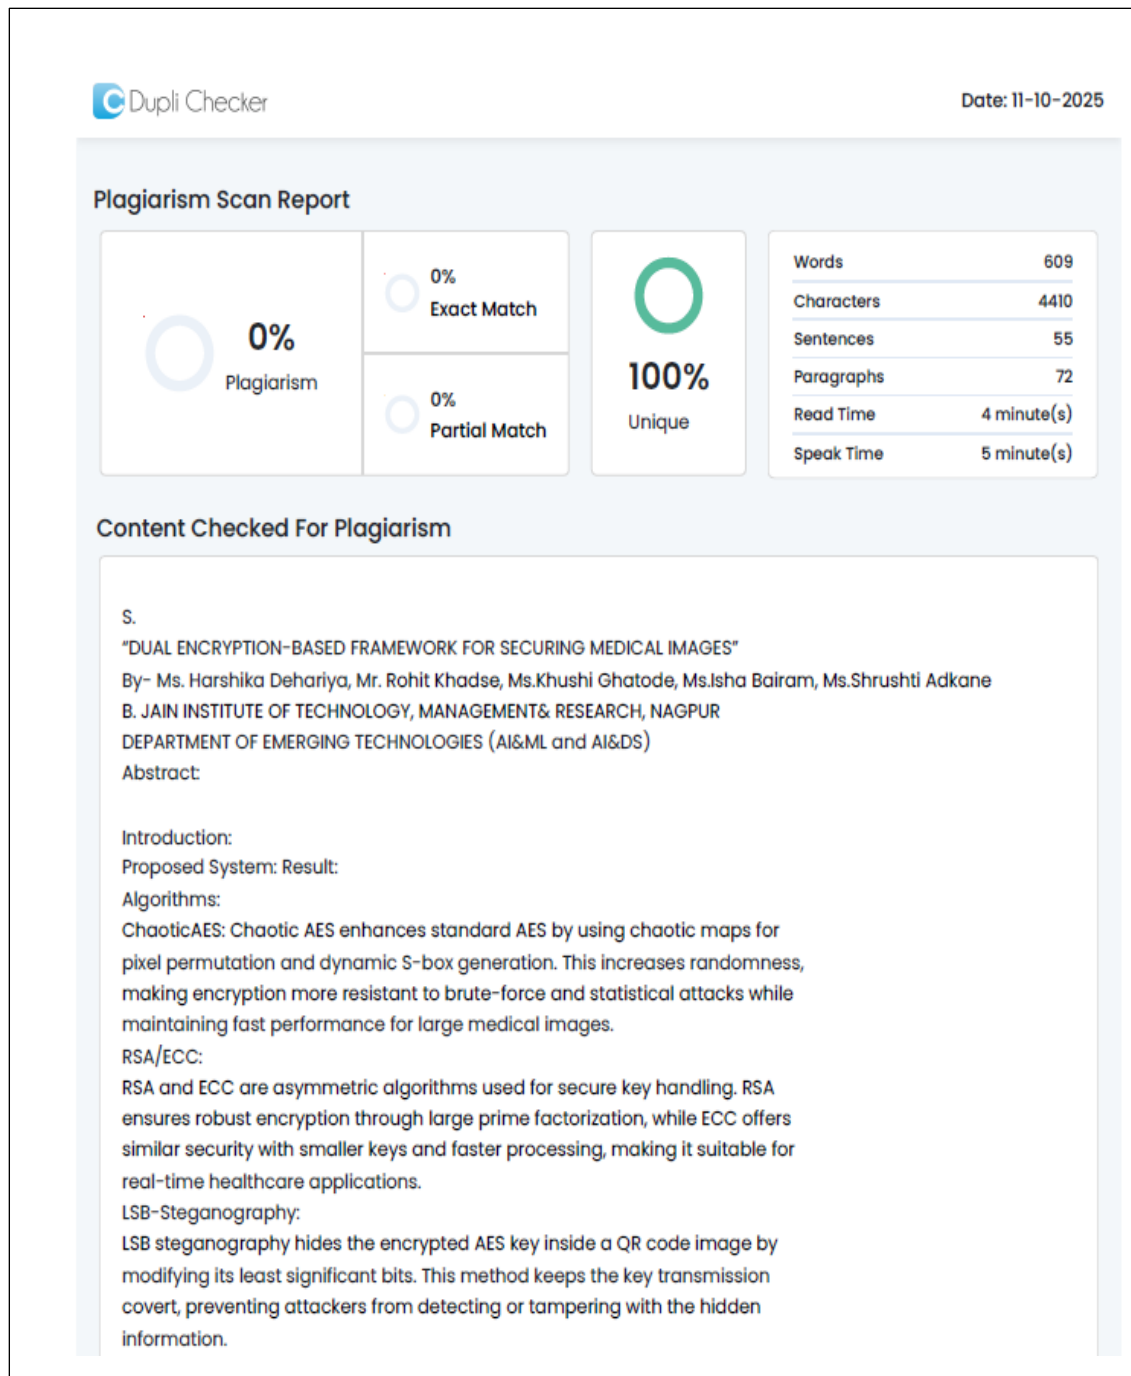 C Dupli Checker
Date: 11-10-2025
Plagiarism Scan Report
0%
Plagiarism
0%
Exact Match
0%
Partial Match
100%
Unique
Words 609
Characters 4410
Sentences 55
Paragraphs 72
Read Time 4 minute(s)
Speak Time 5 minute(s)
Content Checked For Plagiarism
S.
“DUAL ENCRYPTION-BASED FRAMEWORK FOR SECURING MEDICAL IMAGES”
By- Ms. Harshika Dehariya, Mr. Rohit Khadse, Ms.Khushi Ghatode, Ms.Isha Bairam, Ms.Shrushti Adkane
B. JAIN INSTITUTE OF TECHNOLOGY, MANAGEMENT& RESEARCH, NAGPUR
DEPARTMENT OF EMERGING TECHNOLOGIES (AI&ML and AI&DS)
Abstract:
Introduction:
Proposed System: Result:
Algorithms:
ChaoticAES: Chaotic AES enhances standard AES by using chaotic maps for
pixel permutation and dynamic S-box generation. This increases randomness,
making encryption more resistant to brute-force and statistical attacks while
maintaining fast performance for large medical images.
RSA/ECC:
RSA and ECC are asymmetric algorithms used for secure key handling. RSA
ensures robust encryption through large prime factorization, while ECC offers
similar security with smaller keys and faster processing, making it suitable for
real-time healthcare applications.
LSB-Steganography:
LSB steganography hides the encrypted AES key inside a QR code image by
modifying its least significant bits. This method keeps the key transmission
covert, preventing attackers from detecting or tampering with the hidden
information.